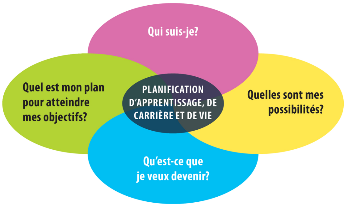 Qui suis-je?
Quel est mon plan
pour atteindre
mes objectifs?
PLANIFICATION
D'APPRENTISSAGE, DE
CARRIÈRE ET DE VIE
Quelles sont mes
possibilités?
Qu'est-ce que
je veux devenir?